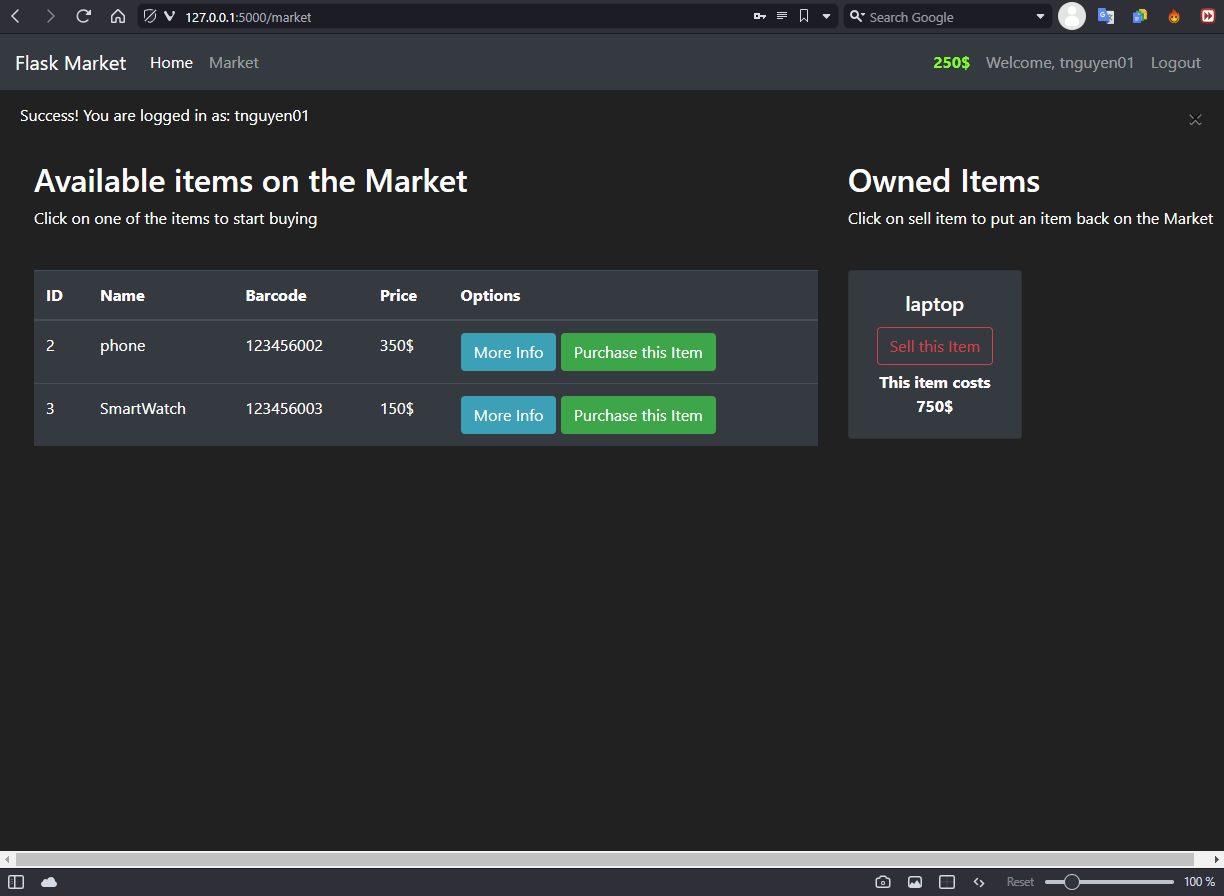 127.0.0.1:5000/market
Search Google
Flask Market Home Market 250$ Welcome, tnguyen01 Logout
Success! You are logged in as: tnguyen01
Available items on the Market
Click on one of the items to start buying
ID Name Barcode Price Options
2 phone 123456002 350$ More Info Purchase this Item
3 SmartWatch 123456003 150$ More Info Purchase this Item
Owned Items
Click on sell item to put an item back on the Market
laptop
Sell this Item
This item costs
750$
Reset 100 %